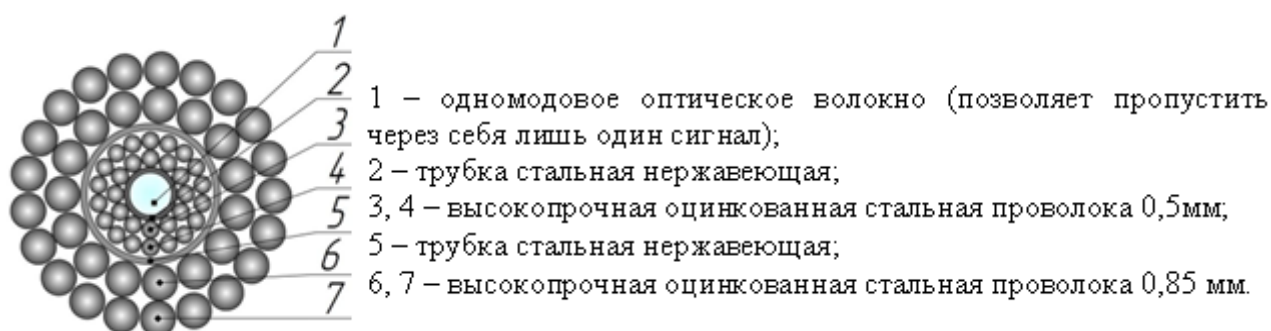 1
2
3
4
5
6
7
1 – одномодовое оптическое волокно (позволяет пропустить
через себя лишь один сигнал);
2 – трубка стальная нержавеющая;
3, 4 – высокопрочная оцинкованная стальная проволока 0,5мм;
5 – трубка стальная нержавеющая;
6, 7 – высокопрочная оцинкованная стальная проволока 0,85 мм.